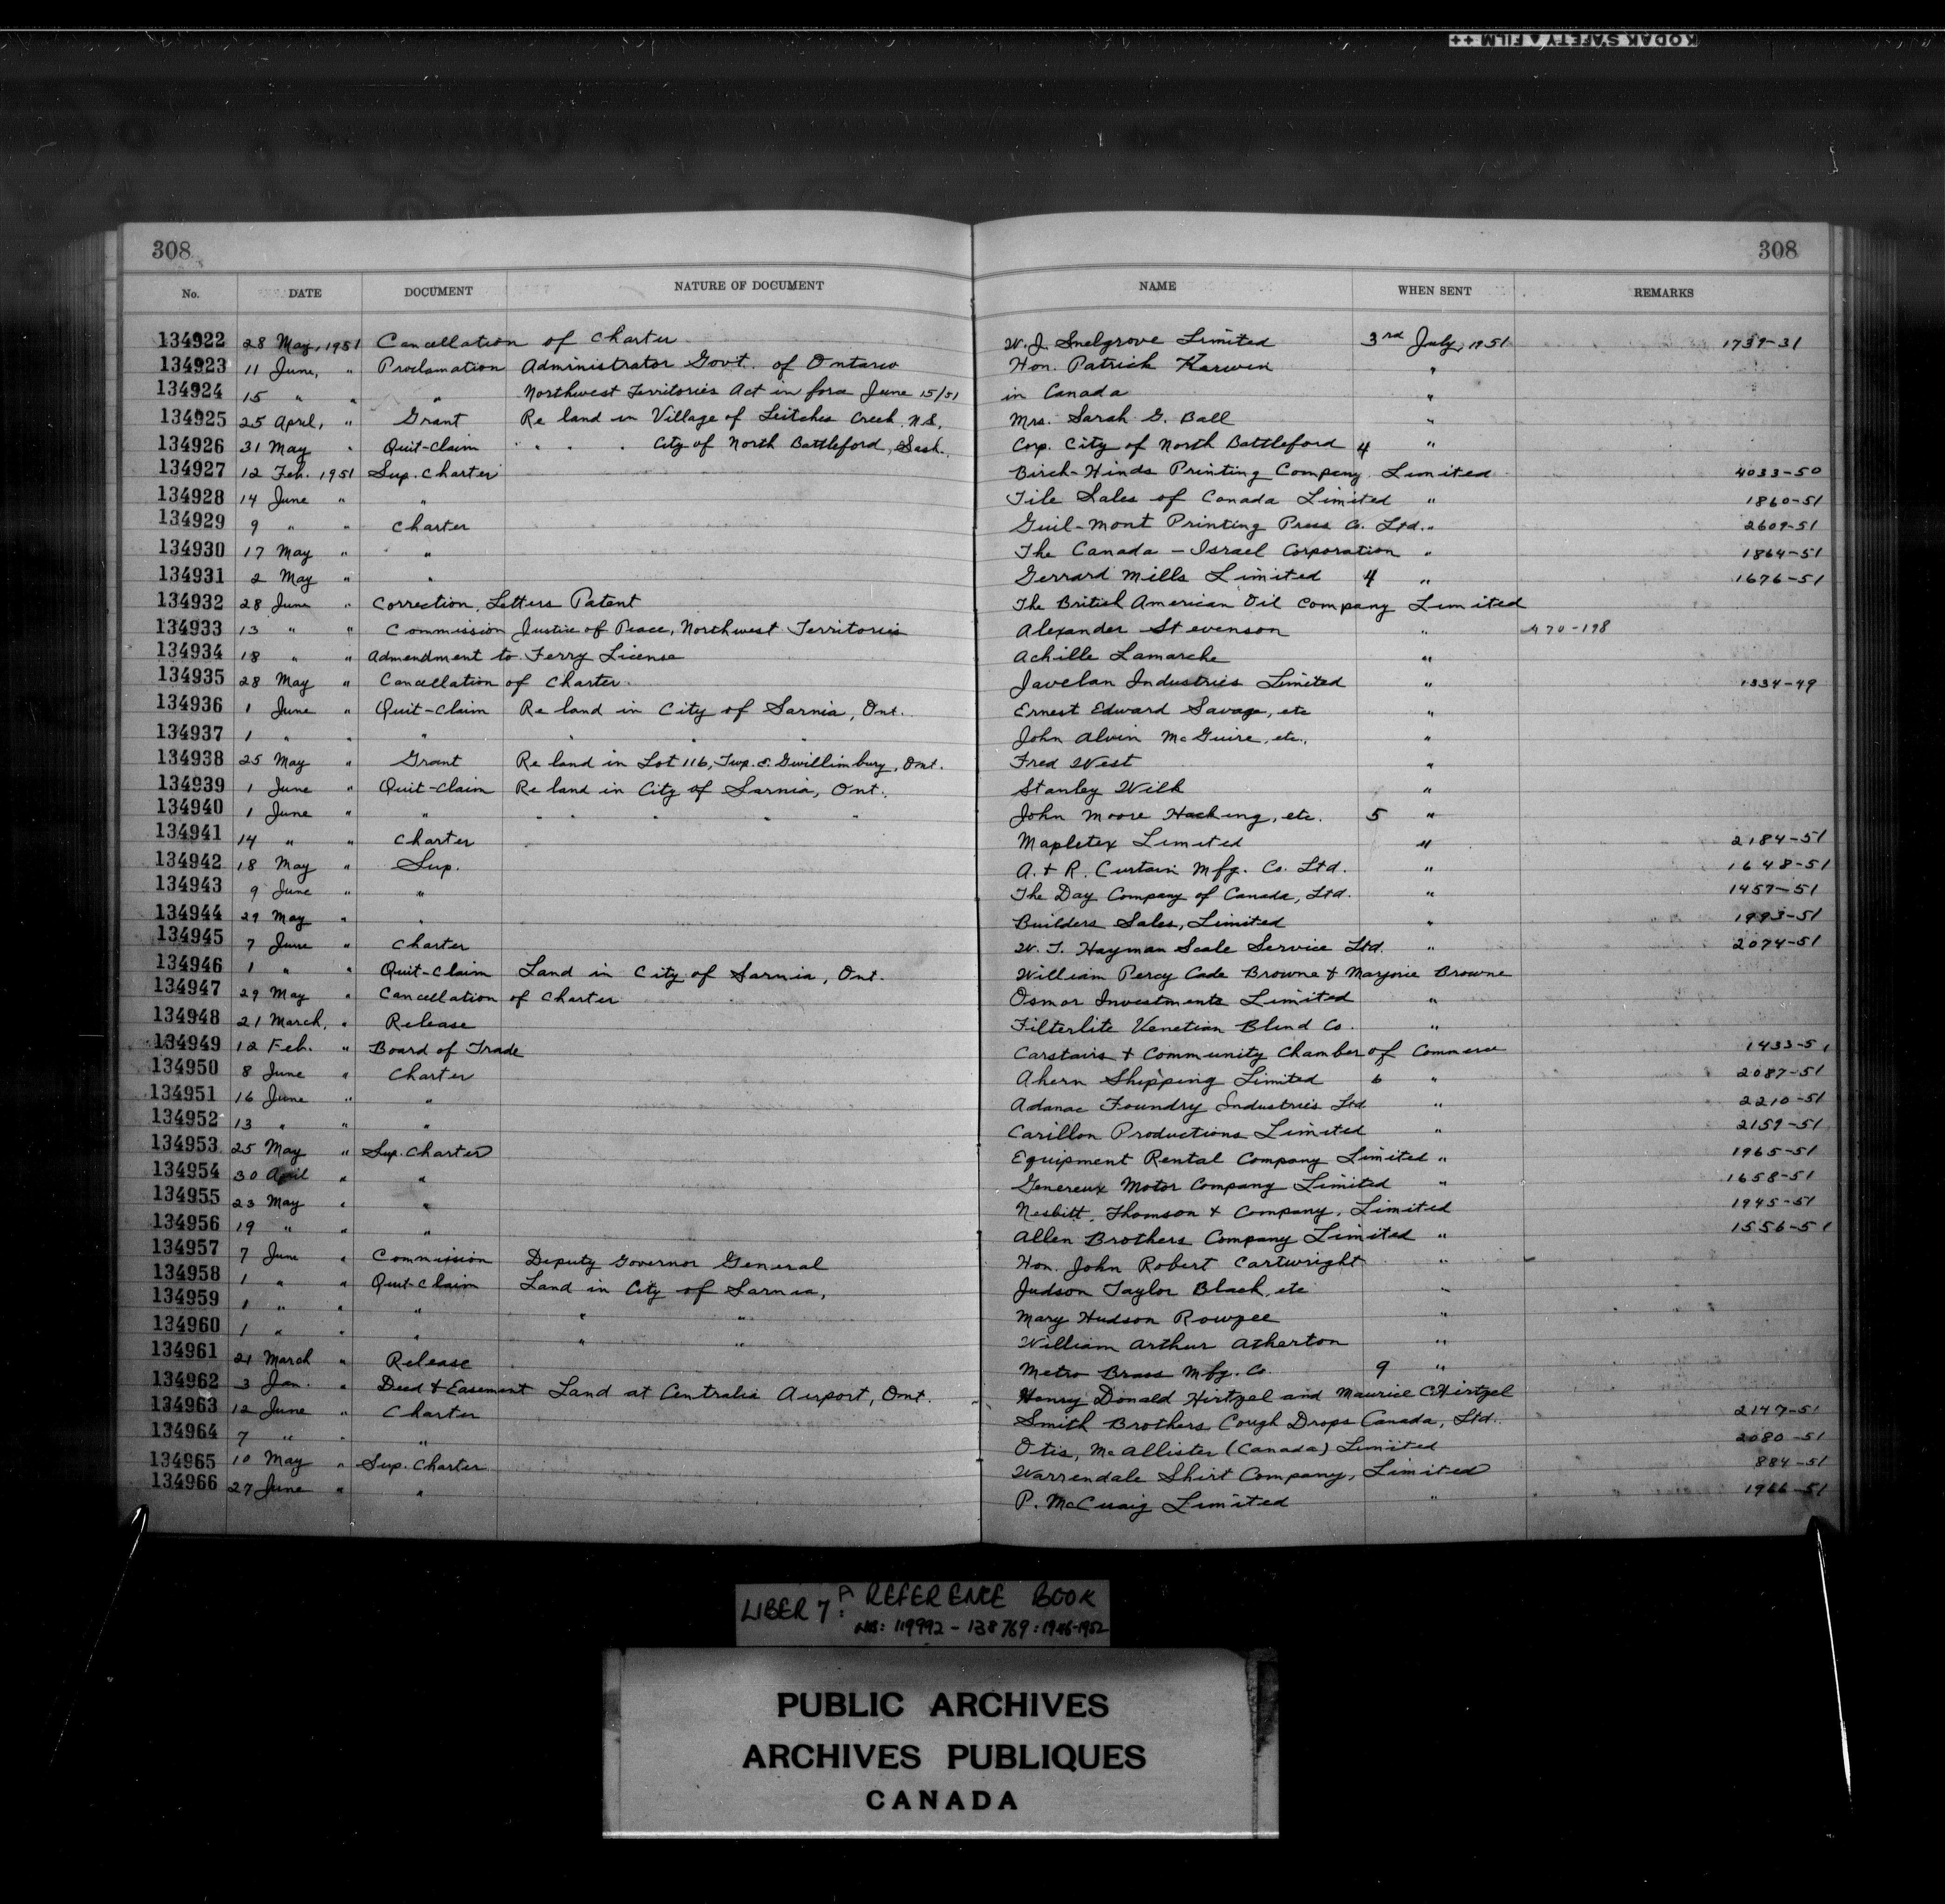 KODAK SAFETY FILM ++
308 308
No. DATE DOCUMENT NATURE OF DOCUMENT NAME WHEN SENT REMARKS
134922 28 May, 1951 Cancellation of Charter W. J. Snelgrove Limited 3rd July, 1951 1739-31
134923 11 June, " Proclamation Administrator Govt. of Ontario Hon. Patrick Kerwin "
134924 15 " " " Northwest Territories Act in force June 15/51 in Canada "
134925 25 April, " Grant Re land in Village of Leitches Creek, N.S. Mrs. Sarah G. Ball "
134926 31 May " Quit-Claim " " " City of North Battleford, Sask. Corp. City of North Battleford 4 "
134927 12 Feb. 1951 Sup. Charter Birch-Hinds Printing Company Limited 4033-50
134928 14 June " " Tile Sales of Canada Limited " 1860-51
134929 9 " " Charter Guil-Mont Printing Press Co. Ltd. " 2609-51
134930 17 May " " The Canada - Israel Corporation " 1864-51
134931 2 May " " Gerrard Mills Limited 4 " 1676-51
134932 28 June " Correction, Letters Patent The British American Oil Company Limited
134933 13 " " Commission Justice of Peace, Northwest Territories Alexander Stevenson " 470-198
134934 18 " " Admendment to Ferry License Achille Lamarche "
134935 28 May " Cancellation of Charter Javelan Industries Limited " 1334-49
134936 1 June " Quit-Claim Re land in City of Sarnia, Ont. Ernest Edward Savage, etc "
134937 1 " " " " " " John Alvin McGuire, etc., "
134938 25 May " Grant Re land in Lot 116, Twp. E. Gwillimbury, Ont. Fred West "
134939 1 June " Quit-Claim Re land in City of Sarnia, Ont. Stanley Wilk "
134940 1 June " " " " " " " John Moore Hacking, etc. 5 "
134941 14 " " Charter Mapletex Limited " 2184-51
134942 18 May " Sup. A. & R. Curtain Mfg. Co. Ltd. " 1648-51
134943 9 June " " The Day Company of Canada, Ltd. " 1457-51
134944 29 May " " Builders Sales, Limited " 1993-51
134945 7 June " Charter W. T. Hayman Scale Service Ltd. " 2074-51
134946 1 " " Quit-Claim Land in City of Sarnia, Ont. William Percy Cade Browne & Marjorie Browne
134947 29 May " Cancellation of Charter Osmor Investments Limited "
134948 21 March, " Release Filterlite Venetian Blind Co. "
134949 12 Feb. " Board of Trade Carstairs & Community Chamber of Commerce 1433-51
134950 8 June " Charter Ahern Shipping Limited 6 " 2087-51
134951 16 June " " Adanac Foundry Industries Ltd " 2210-51
134952 13 " " " Carillon Productions Limited " 2159-51
134953 25 May " Sup. Charter Equipment Rental Company Limited " 1965-51
134954 30 April " " Genereux Motor Company Limited " 1658-51
134955 23 May " " Nesbitt, Thomson & Company, Limited 1945-51
134956 19 " " " Allen Brothers Company Limited " 1556-51
134957 7 June " Commission Deputy Governor General Hon. John Robert Cartwright "
134958 1 " " Quit-Claim Land in City of Sarnia, Judson Taylor Black, etc "
134959 1 " " " " " Mary Hudson Rowzee "
134960 1 " " " " " William Arthur Atherton "
134961 21 March " Release Metro Brass Mfg. Co. 9 "
134962 3 Jan. " Deed & Easement Land at Centralia Airport, Ont. Henry Donald Hirtzel and Maurice C. Hirtzel
134963 12 June " Charter Smith Brothers Cough Drops Canada, Ltd. 2147-51
134964 7 " " " Otis, McAllister (Canada) Limited 2080-51
134965 10 May " Sup. Charter Warrendale Shirt Company, Limited 884-51
134966 27 June " " P. McCuaig Limited " 1966-51
LIBER 7A: REFERENCE BOOK
NOS: 119992 - 138769: 1946-1952
PUBLIC ARCHIVES
ARCHIVES PUBLIQUES
CANADA